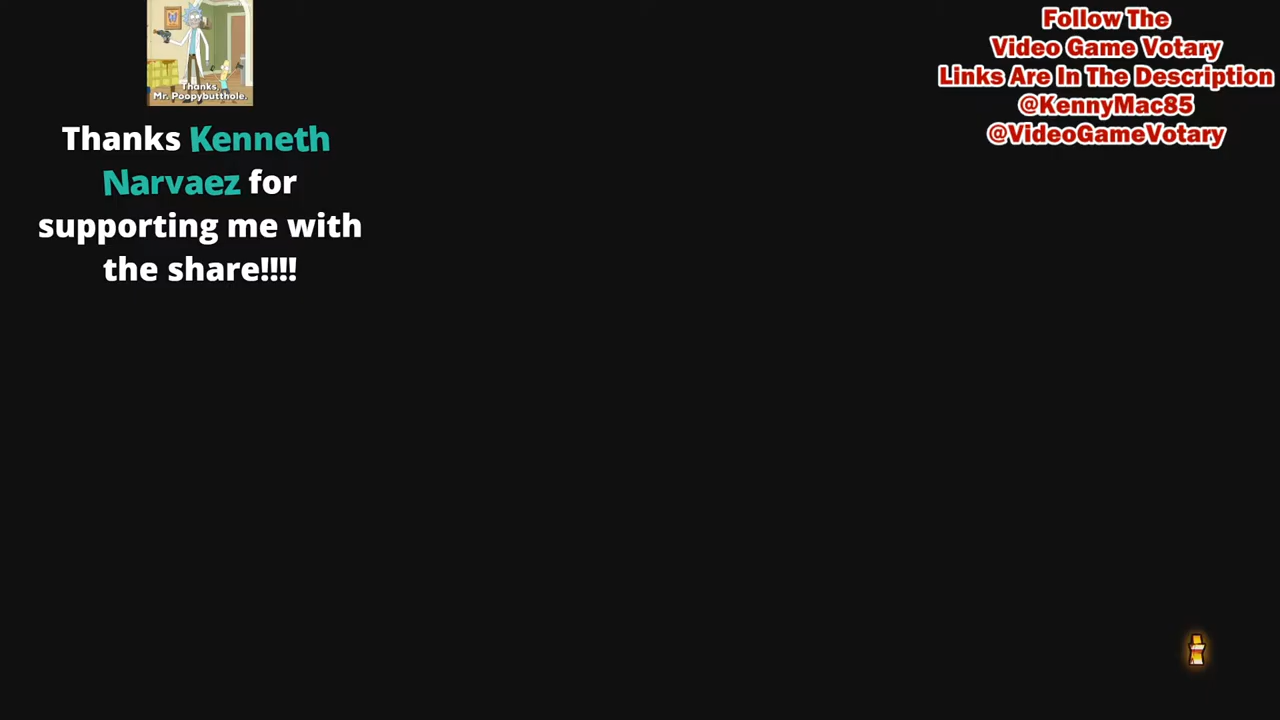 Thanks,
Mr. Poopybutthole.
Thanks Kenneth
Narvaez for
supporting me with
the share!!!!
Follow The
Video Game Votary
Links Are In The Description
@KennyMac85
@VideoGameVotary